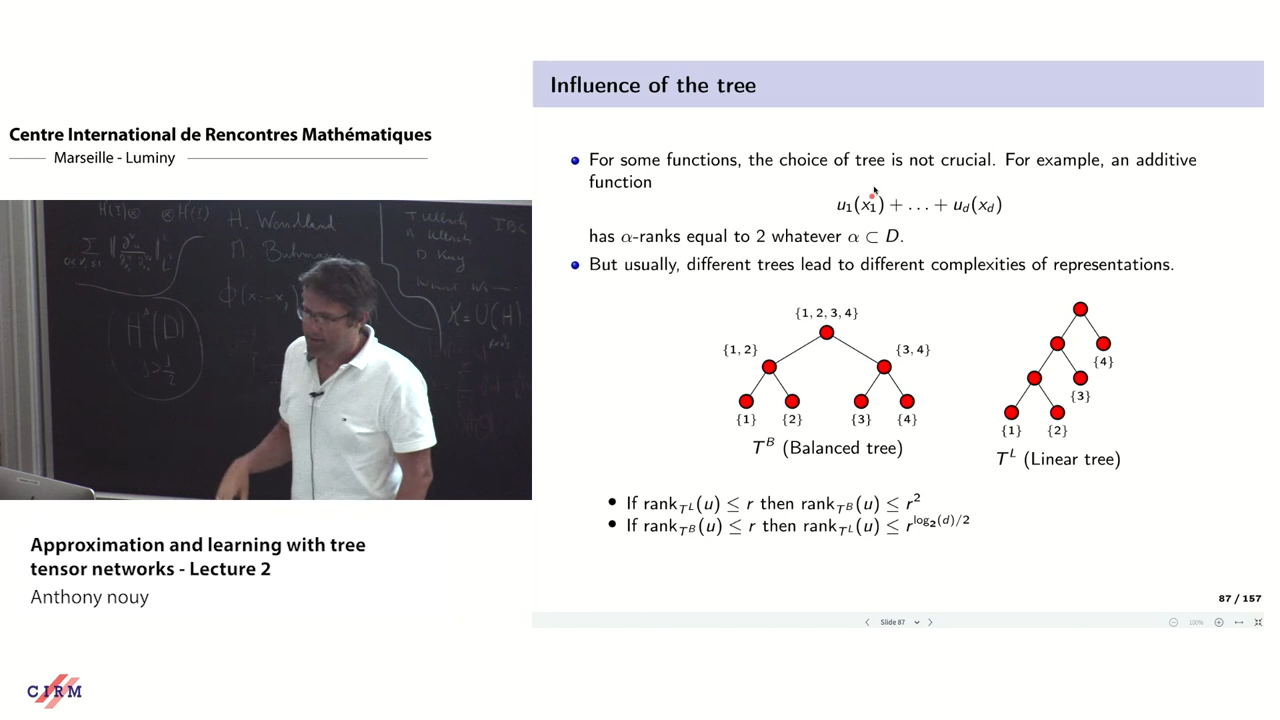 Centre International de Rencontres Mathématiques
Marseille - Luminy
H. Wendland
Approximation and learning with tree
tensor networks - Lecture 2
Anthony nouy
CIRM
Influence of the tree
For some functions, the choice of tree is not crucial. For example, an additive
function
u₁(x₁) + … + u_d(x_d)
has α-ranks equal to 2 whatever α ⊂ D.
But usually, different trees lead to different complexities of representations.
{1, 2, 3, 4}
{1, 2} {3, 4}
{1} {2} {3} {4}
T^B (Balanced tree)
{4}
{3}
{1} {2}
T^L (Linear tree)
If rank_{T^L}(u) ≤ r then rank_{T^B}(u) ≤ r²
If rank_{T^B}(u) ≤ r then rank_{T^L}(u) ≤ r^{log₂(d)/2}
87 / 157
Slide 87
100%